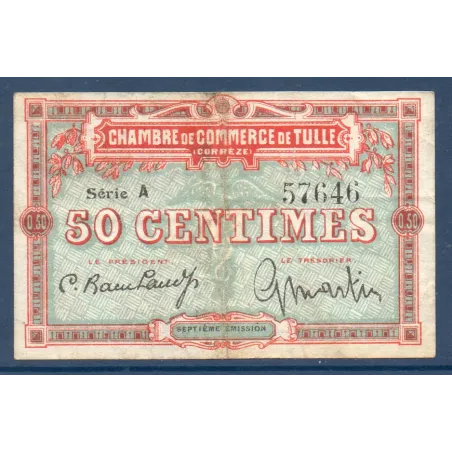 CHAMBRE DE COMMERCE DE TULLE
(CORRÈZE)
Série A 57646
0,50 50 CENTIMES 0,50
LE PRÉSIDENT LE TRÉSORIER
G Martin
SEPTIÈME ÉMISSION